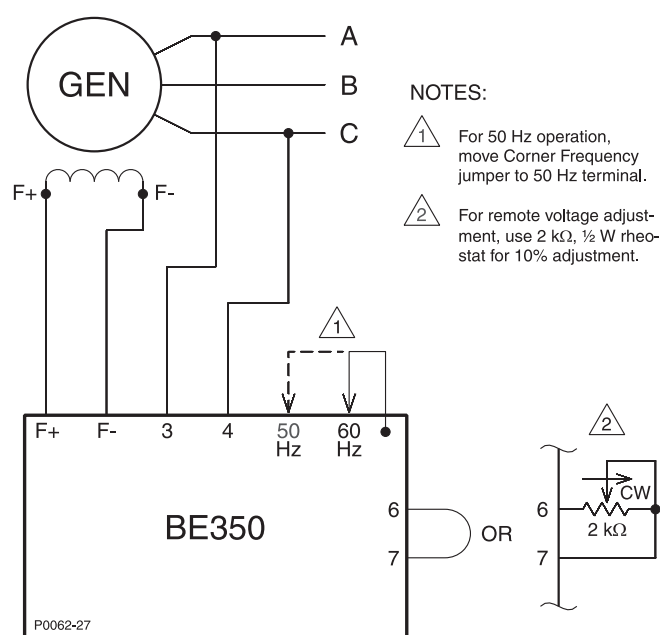 GEN
A
B
C
F+
F-
NOTES:
1
For 50 Hz operation,
move Corner Frequency
jumper to 50 Hz terminal.
2
For remote voltage adjust-
ment, use 2 kΩ, ½ W rheo-
stat for 10% adjustment.
1
F+ F- 3 4 50 Hz 60 Hz
BE350
6
7
OR
2
6
7
CW
2 kΩ
P0062-27